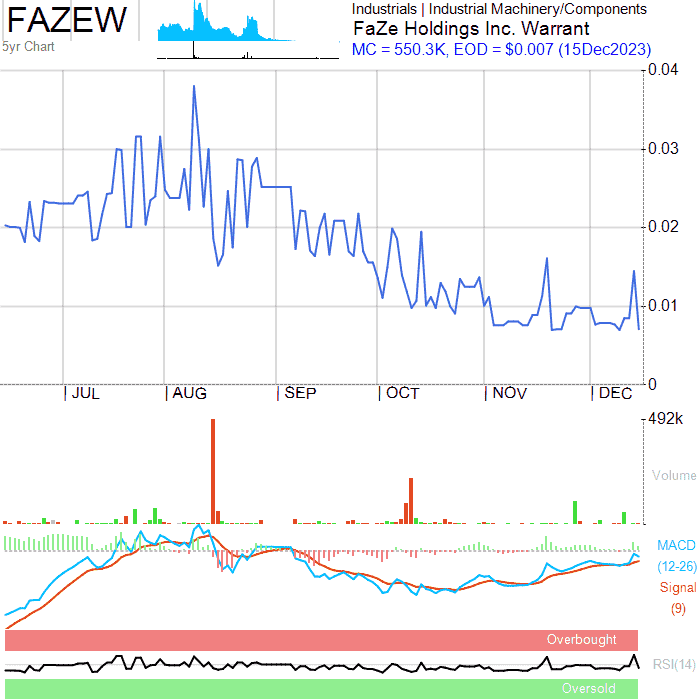 FAZEW
5yr Chart
Industrials | Industrial Machinery/Components
FaZe Holdings Inc. Warrant
MC = 550.3K, EOD = $0.007 (15Dec2023)
0.04
0.03
0.02
0.01
0
JUL
AUG
SEP
OCT
NOV
DEC
492k
Volume
MACD
(12-26)
Signal
(9)
Overbought
RSI(14)
Oversold